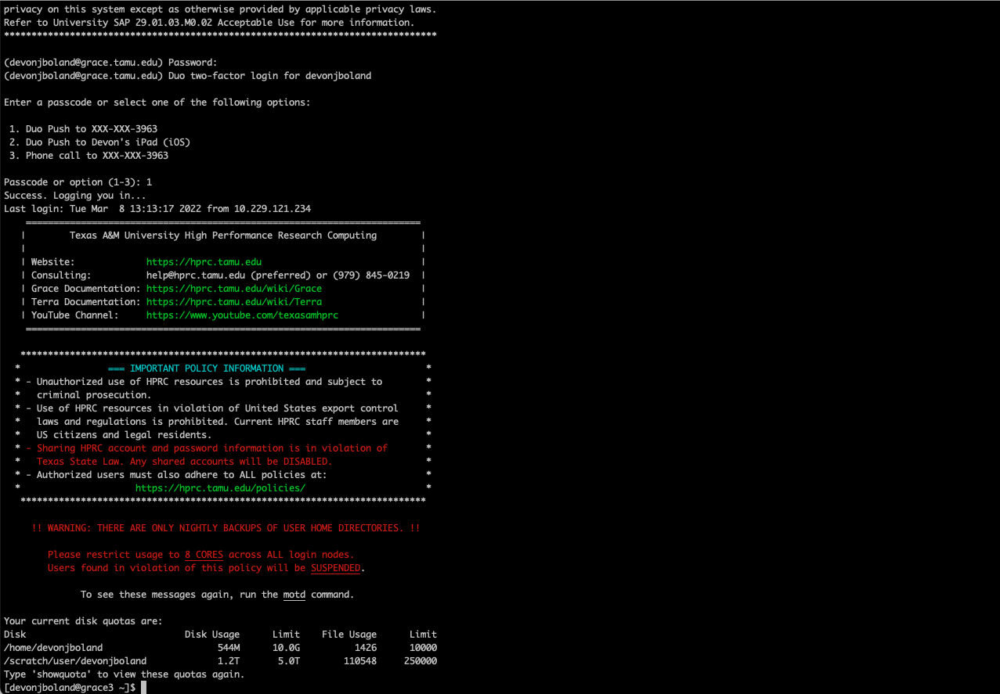 privacy on this system except as otherwise provided by applicable privacy laws.
Refer to University SAP 29.01.03.M0.02 Acceptable Use for more information.
*******************************************************************************

(devonjboland@grace.tamu.edu) Password:
(devonjboland@grace.tamu.edu) Duo two-factor login for devonjboland

Enter a passcode or select one of the following options:

 1. Duo Push to XXX-XXX-3963
 2. Duo Push to Devon's iPad (iOS)
 3. Phone call to XXX-XXX-3963

Passcode or option (1-3): 1
Success. Logging you in...
Last login: Tue Mar  8 13:13:17 2022 from 10.229.121.234
    ========================================================================
   |        Texas A&M University High Performance Research Computing        |
   |                                                                        |
   | Website:             https://hprc.tamu.edu                             |
   | Consulting:          help@hprc.tamu.edu (preferred) or (979) 845-0219  |
   | Grace Documentation: https://hprc.tamu.edu/wiki/Grace                  |
   | Terra Documentation: https://hprc.tamu.edu/wiki/Terra                  |
   | YouTube Channel:     https://www.youtube.com/texasamhprc               |
    ========================================================================

   **************************************************************************
  *                === IMPORTANT POLICY INFORMATION ===                      *
  * - Unauthorized use of HPRC resources is prohibited and subject to        *
  *   criminal prosecution.                                                  *
  * - Use of HPRC resources in violation of United States export control     *
  *   laws and regulations is prohibited. Current HPRC staff members are     *
  *   US citizens and legal residents.                                       *
  * - Sharing HPRC account and password information is in violation of       *
  *   Texas State Law. Any shared accounts will be DISABLED.                 *
  * - Authorized users must also adhere to ALL policies at:                  *
  *                     https://hprc.tamu.edu/policies/                      *
   **************************************************************************

     !! WARNING: THERE ARE ONLY NIGHTLY BACKUPS OF USER HOME DIRECTORIES. !!

        Please restrict usage to 8 CORES across ALL login nodes.
        Users found in violation of this policy will be SUSPENDED.

              To see these messages again, run the motd command.

Your current disk quotas are:
Disk                             Disk Usage      Limit    File Usage      Limit
/home/devonjboland                     544M      10.0G          1426      10000
/scratch/user/devonjboland             1.2T       5.0T        110548     250000
Type 'showquota' to view these quotas again.
[devonjboland@grace3 ~]$